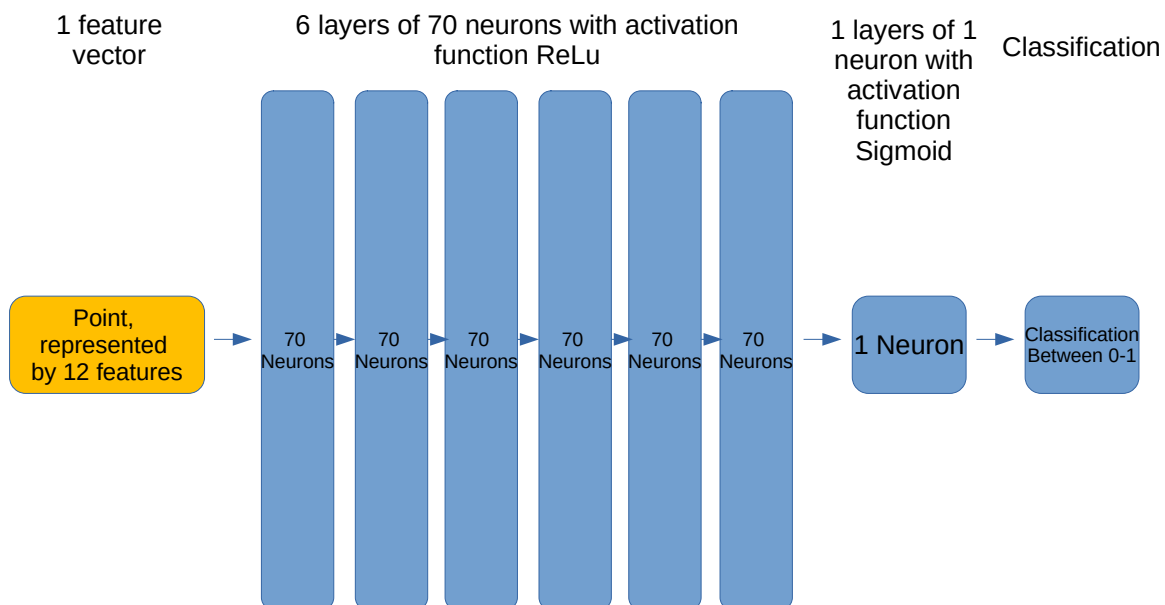 1 feature
vector
6 layers of 70 neurons with activation
function ReLu
1 layers of 1
neuron with
activation
function
Sigmoid
Classification
Point,
represented
by 12 features
70
Neurons
70
Neurons
70
Neurons
70
Neurons
70
Neurons
70
Neurons
1 Neuron
Classification
Between 0-1